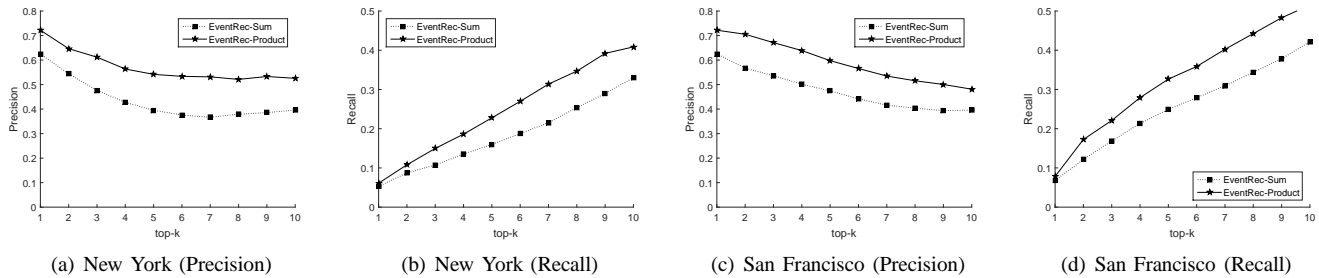 0.8
0.7
0.6
0.5
0.4
0.3
0.2
0.1
0
Precision
EventRec-Sum
EventRec-Product
1 2 3 4 5 6 7 8 9 10
top-k
(a) New York (Precision)
0.5
0.4
0.3
0.2
0.1
0
Recall
EventRec-Sum
EventRec-Product
1 2 3 4 5 6 7 8 9 10
top-k
(b) New York (Recall)
0.8
0.7
0.6
0.5
0.4
0.3
0.2
0.1
0
Precision
EventRec-Sum
EventRec-Product
1 2 3 4 5 6 7 8 9 10
top-k
(c) San Francisco (Precision)
0.5
0.4
0.3
0.2
0.1
0
Recall
EventRec-Sum
EventRec-Product
1 2 3 4 5 6 7 8 9 10
top-k
(d) San Francisco (Recall)